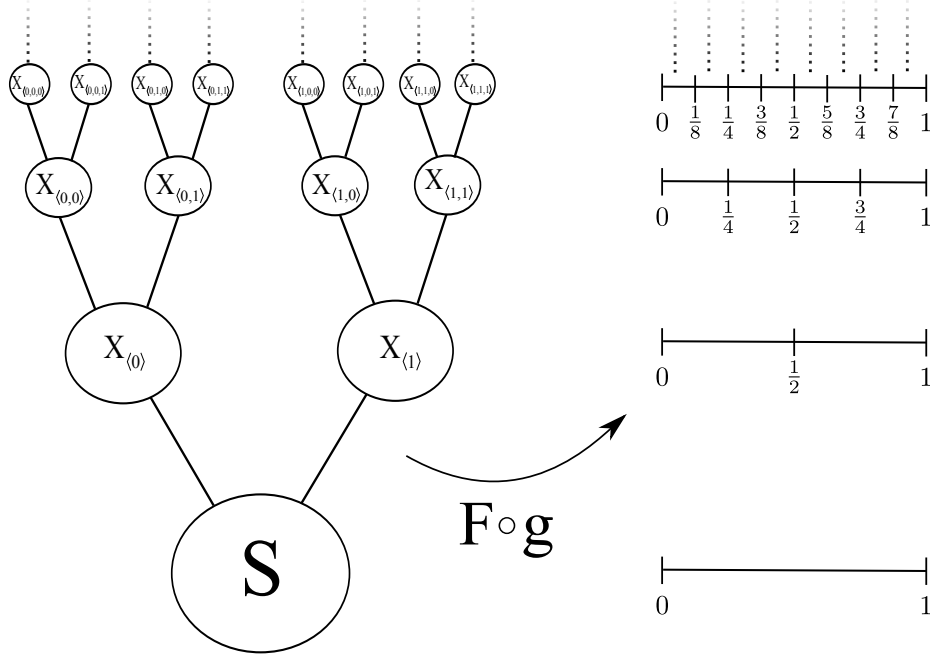 X⟨0,0,0⟩ X⟨0,0,1⟩ X⟨0,1,0⟩ X⟨0,1,1⟩ X⟨1,0,0⟩ X⟨1,0,1⟩ X⟨1,1,0⟩ X⟨1,1,1⟩
0 1/8 1/4 3/8 1/2 5/8 3/4 7/8 1
X⟨0,0⟩ X⟨0,1⟩ X⟨1,0⟩ X⟨1,1⟩
0 1/4 1/2 3/4 1
X⟨0⟩ X⟨1⟩
0 1/2 1
F∘g
S
0 1